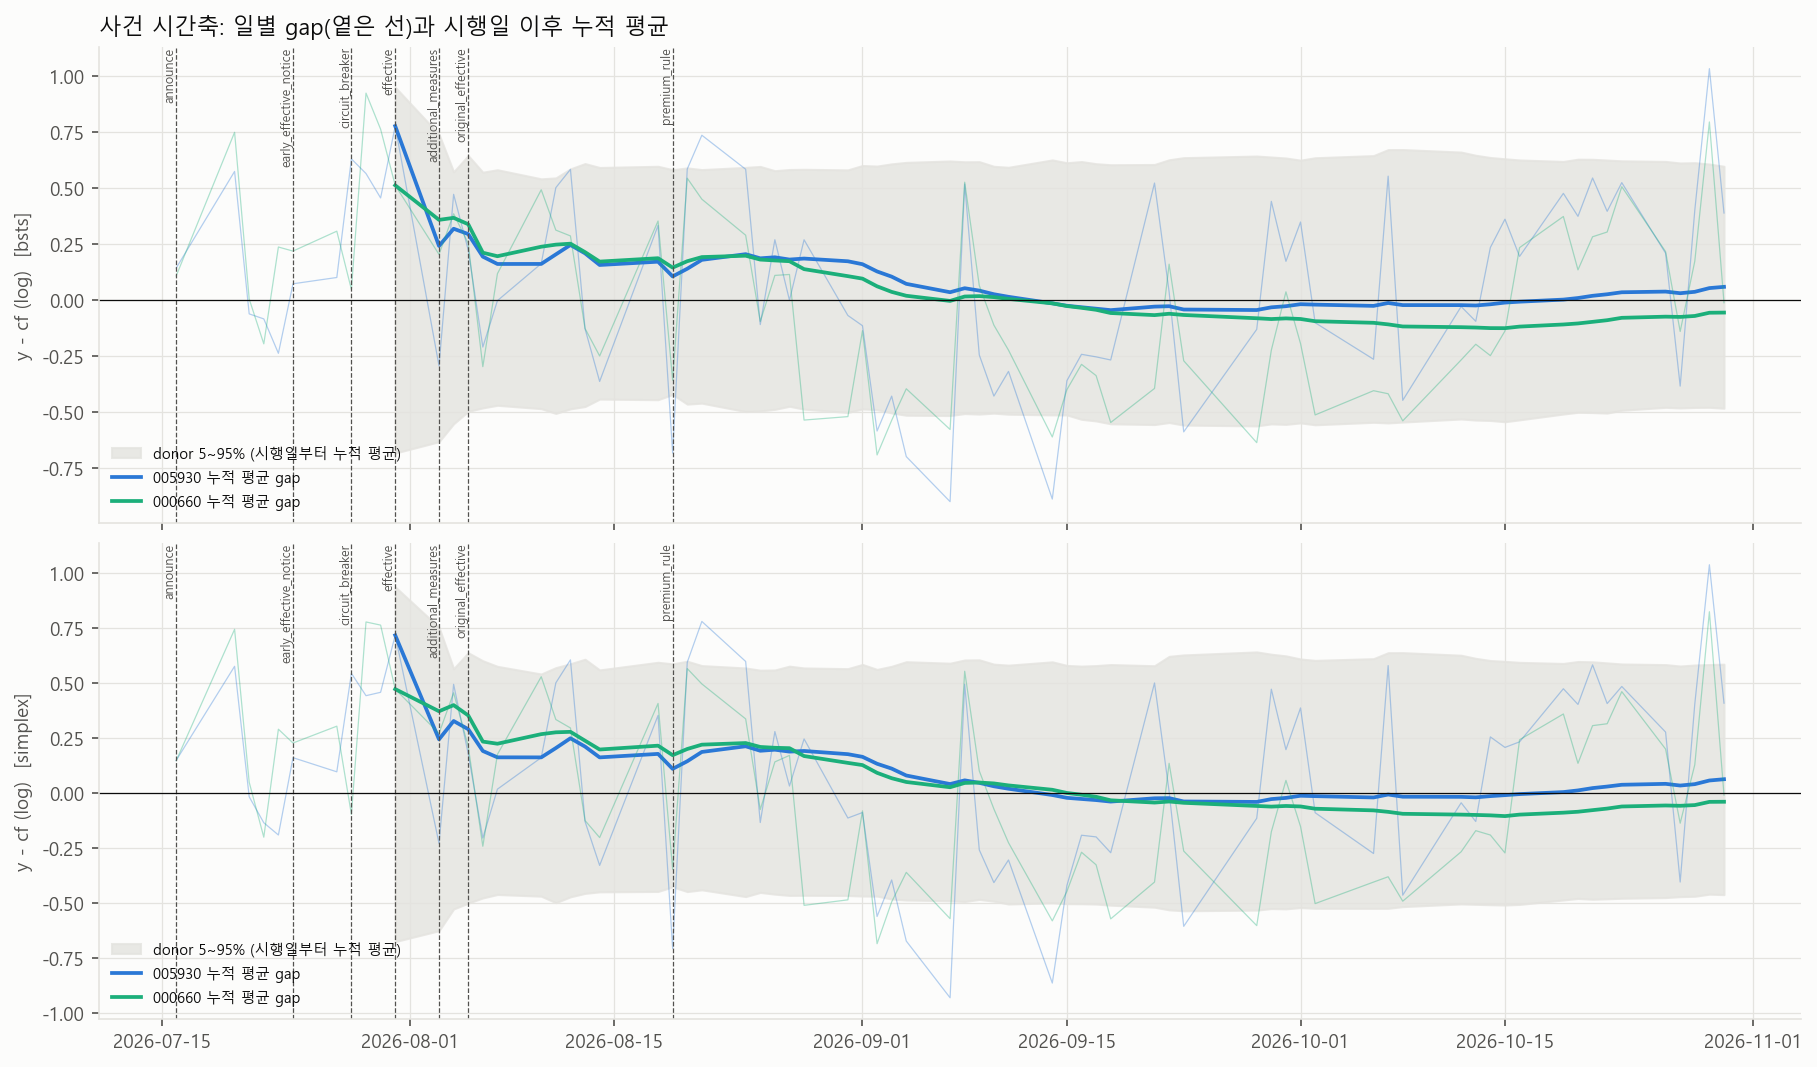 사건 시간축: 일별 gap(옅은 선)과 시행일 이후 누적 평균
announce
early_effective_notice
circuit_breaker
effective
additional_measures
original_effective
premium_rule
1.00
0.75
0.50
0.25
0.00
-0.25
-0.50
-0.75
y - cf (log)  [bsts]
donor 5~95% (시행일부터 누적 평균)
005930 누적 평균 gap
000660 누적 평균 gap
announce
early_effective_notice
circuit_breaker
effective
additional_measures
original_effective
premium_rule
1.00
0.75
0.50
0.25
0.00
-0.25
-0.50
-0.75
-1.00
y - cf (log)  [simplex]
donor 5~95% (시행일부터 누적 평균)
005930 누적 평균 gap
000660 누적 평균 gap
2026-07-15 2026-08-01 2026-08-15 2026-09-01 2026-09-15 2026-10-01 2026-10-15 2026-11-01